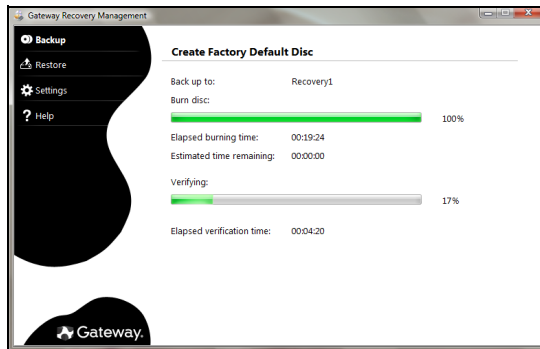 Gateway Recovery Management
Backup
Restore
Settings
? Help
Create Factory Default Disc
Back up to: Recovery1
Burn disc:
100%
Elapsed burning time: 00:19:24
Estimated time remaining: 00:00:00
Verifying:
17%
Elapsed verification time: 00:04:20
Gateway.